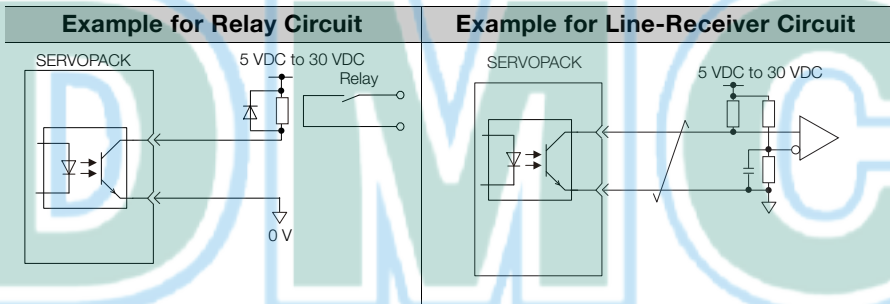 Example for Relay Circuit
Example for Line-Receiver Circuit
SERVOPACK
5 VDC to 30 VDC
Relay
0 V
SERVOPACK
5 VDC to 30 VDC
DMC